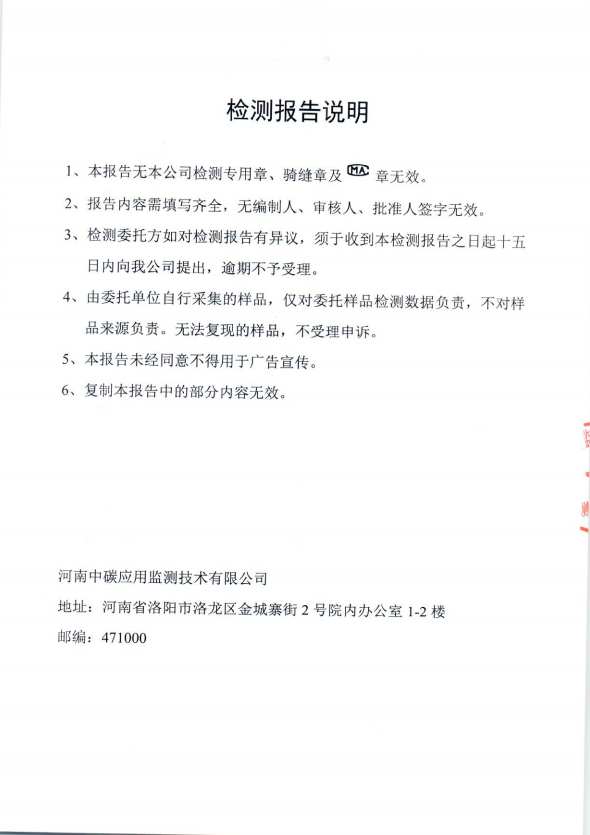 检测报告说明
1、本报告无本公司检测专用章、骑缝章及 MA 章无效。
2、报告内容需填写齐全，无编制人、审核人、批准人签字无效。
3、检测委托方如对检测报告有异议，须于收到本检测报告之日起十五
日内向我公司提出，逾期不予受理。
4、由委托单位自行采集的样品，仅对委托样品检测数据负责，不对样
品来源负责。无法复现的样品，不受理申诉。
5、本报告未经同意不得用于广告宣传。
6、复制本报告中的部分内容无效。
河南中碳应用监测技术有限公司
地址：河南省洛阳市洛龙区金城寨街 2 号院内办公室 1-2 楼
邮编：471000